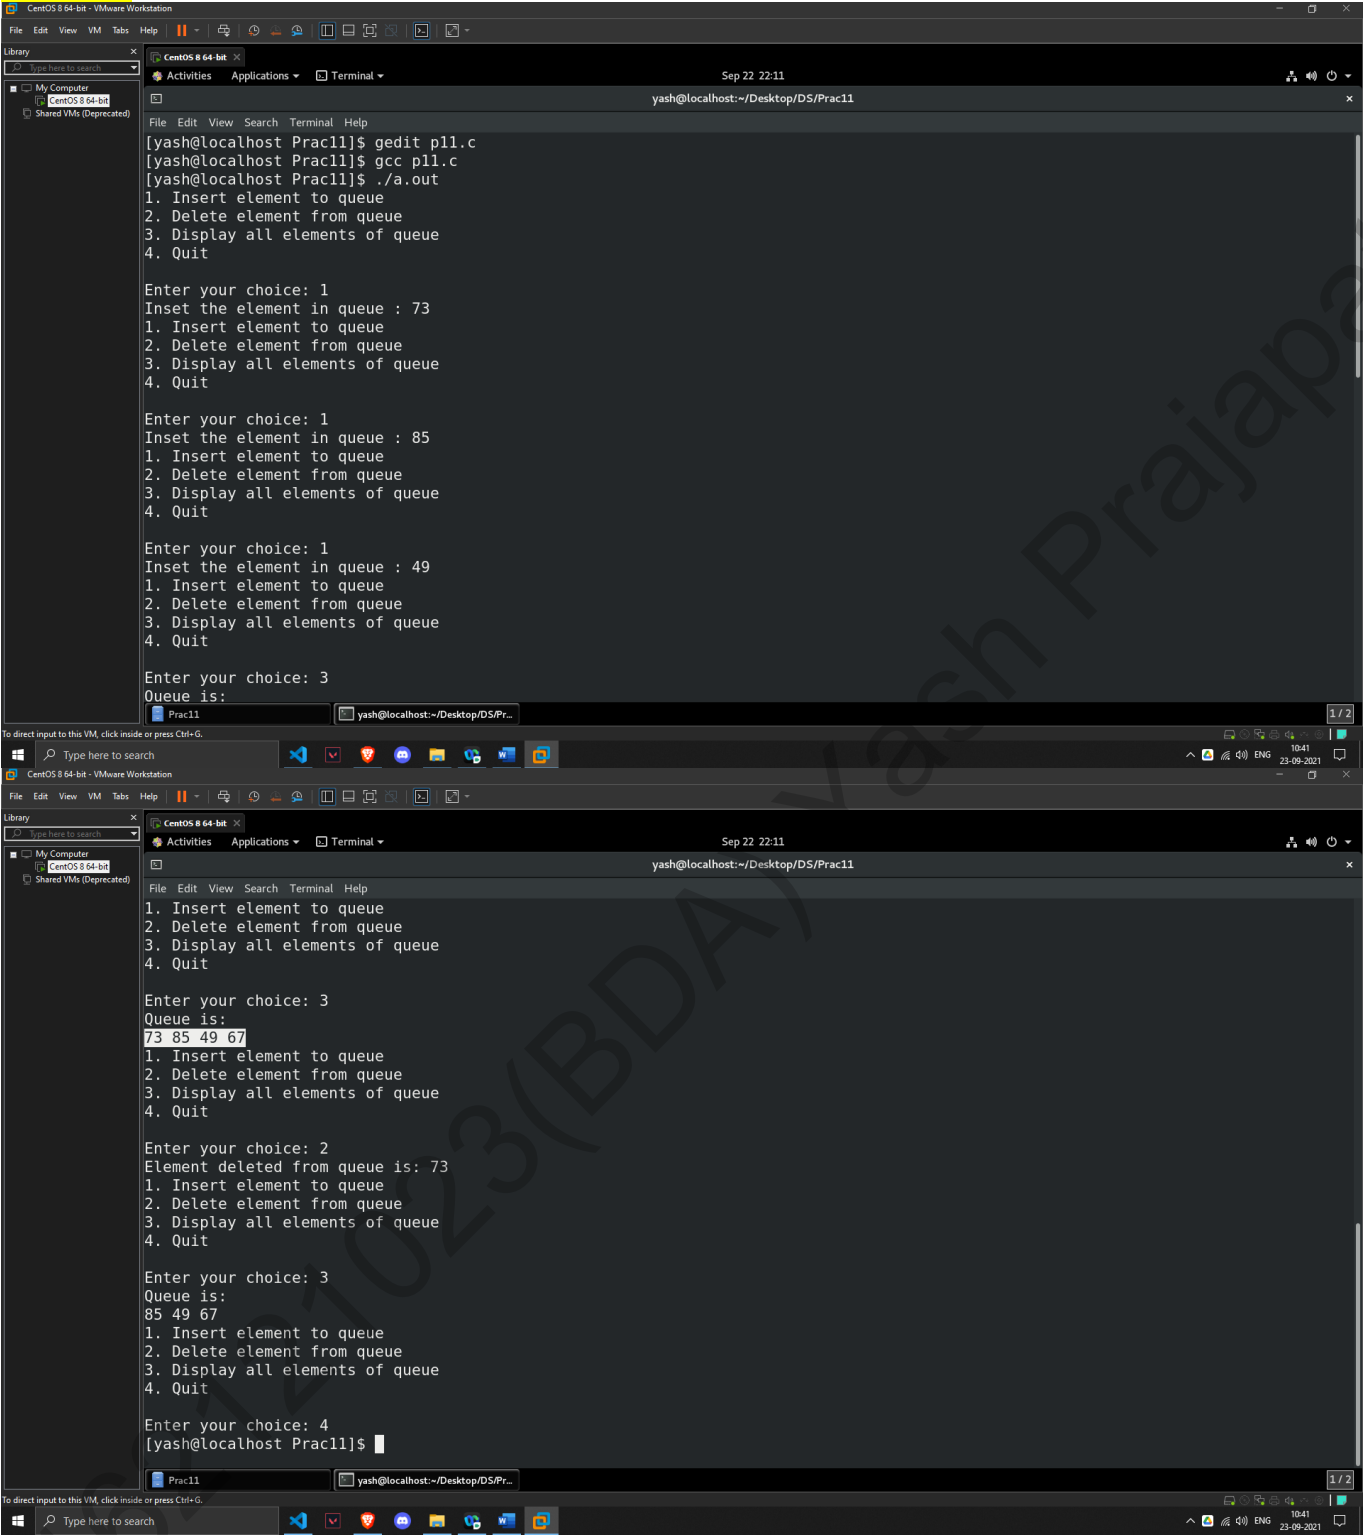 CentOS 8 64-bit - VMware Workstation
File Edit View VM Tabs Help
Library
Type here to search
My Computer
CentOS 8 64-bit
Shared VMs (Deprecated)
CentOS 8 64-bit
Activities Applications Terminal Sep 22 22:11
yash@localhost:~/Desktop/DS/Prac11
File Edit View Search Terminal Help
[yash@localhost Prac11]$ gedit p11.c
[yash@localhost Prac11]$ gcc p11.c
[yash@localhost Prac11]$ ./a.out
1. Insert element to queue
2. Delete element from queue
3. Display all elements of queue
4. Quit
Enter your choice: 1
Inset the element in queue : 73
1. Insert element to queue
2. Delete element from queue
3. Display all elements of queue
4. Quit
Enter your choice: 1
Inset the element in queue : 85
1. Insert element to queue
2. Delete element from queue
3. Display all elements of queue
4. Quit
Enter your choice: 1
Inset the element in queue : 49
1. Insert element to queue
2. Delete element from queue
3. Display all elements of queue
4. Quit
Enter your choice: 3
Queue is:
Prac11 yash@localhost:~/Desktop/DS/Pr... 1 / 2
To direct input to this VM, click inside or press Ctrl+G.
Type here to search ENG 10:41
23-09-2021
CentOS 8 64-bit - VMware Workstation
File Edit View VM Tabs Help
Library
Type here to search
My Computer
CentOS 8 64-bit
Shared VMs (Deprecated)
CentOS 8 64-bit
Activities Applications Terminal Sep 22 22:11
yash@localhost:~/Desktop/DS/Prac11
File Edit View Search Terminal Help
1. Insert element to queue
2. Delete element from queue
3. Display all elements of queue
4. Quit
Enter your choice: 3
Queue is:
73 85 49 67
1. Insert element to queue
2. Delete element from queue
3. Display all elements of queue
4. Quit
Enter your choice: 2
Element deleted from queue is: 73
1. Insert element to queue
2. Delete element from queue
3. Display all elements of queue
4. Quit
Enter your choice: 3
Queue is:
85 49 67
1. Insert element to queue
2. Delete element from queue
3. Display all elements of queue
4. Quit
Enter your choice: 4
[yash@localhost Prac11]$
Prac11 yash@localhost:~/Desktop/DS/Pr... 1 / 2
To direct input to this VM, click inside or press Ctrl+G.
Type here to search ENG 10:41
23-09-2021
(BDA) Yash